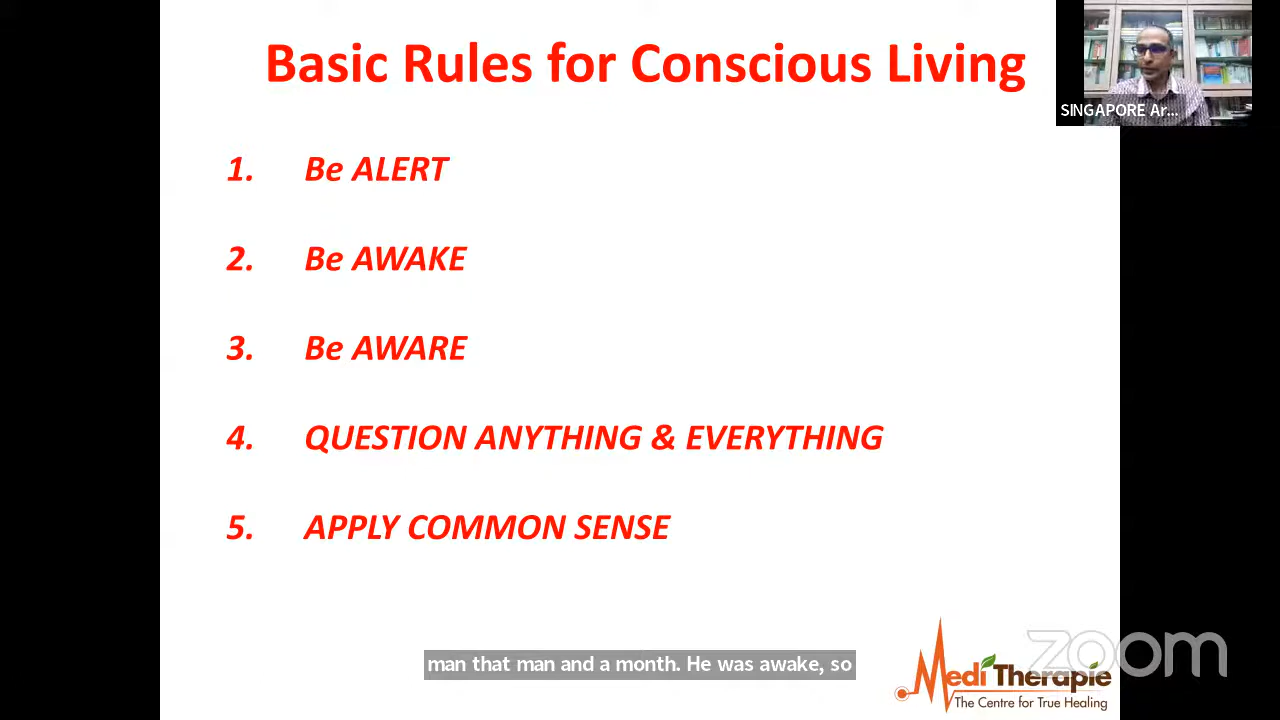 Basic Rules for Conscious Living
SINGAPORE Ar...
1. Be ALERT
2. Be AWAKE
3. Be AWARE
4. QUESTION ANYTHING & EVERYTHING
5. APPLY COMMON SENSE
man that man and a month. He was awake, so
zoom
Medi Therapie
The Centre for True Healing